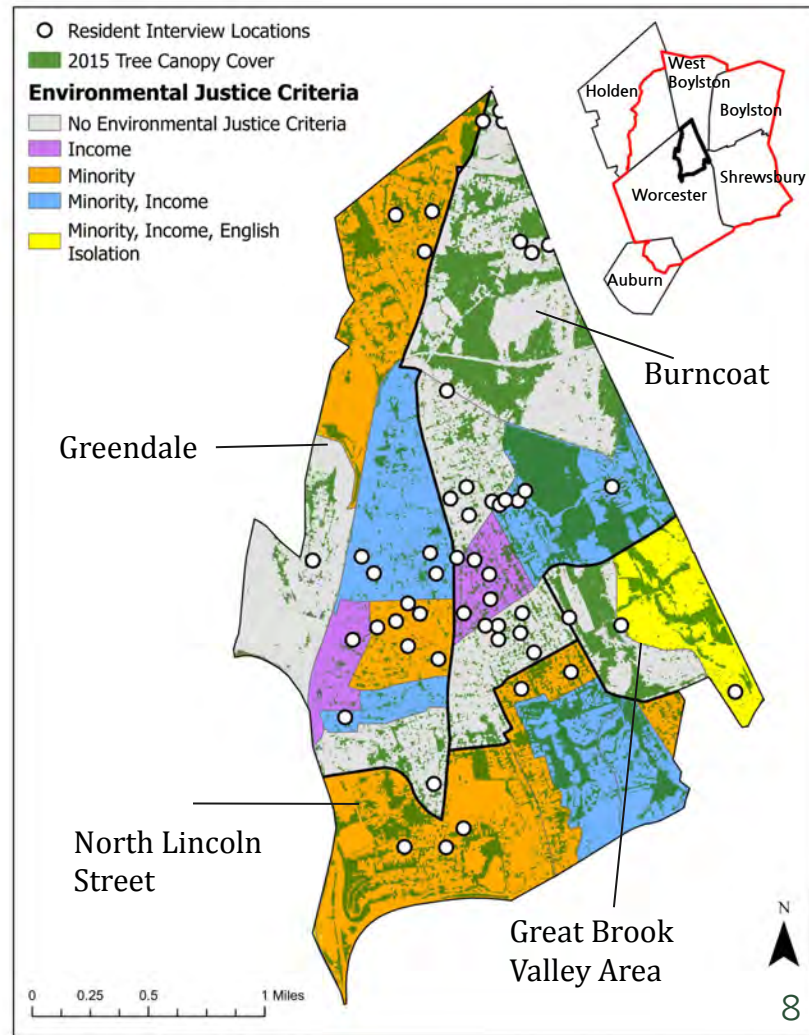 Resident Interview Locations
2015 Tree Canopy Cover
Environmental Justice Criteria
No Environmental Justice Criteria
Income
Minority
Minority, Income
Minority, Income, English
Isolation
Holden
West
Boylston
Boylston
Shrewsbury
Worcester
Auburn
Burncoat
Greendale
North Lincoln
Street
Great Brook
Valley Area
N
0 0.25 0.5 1 Miles
8